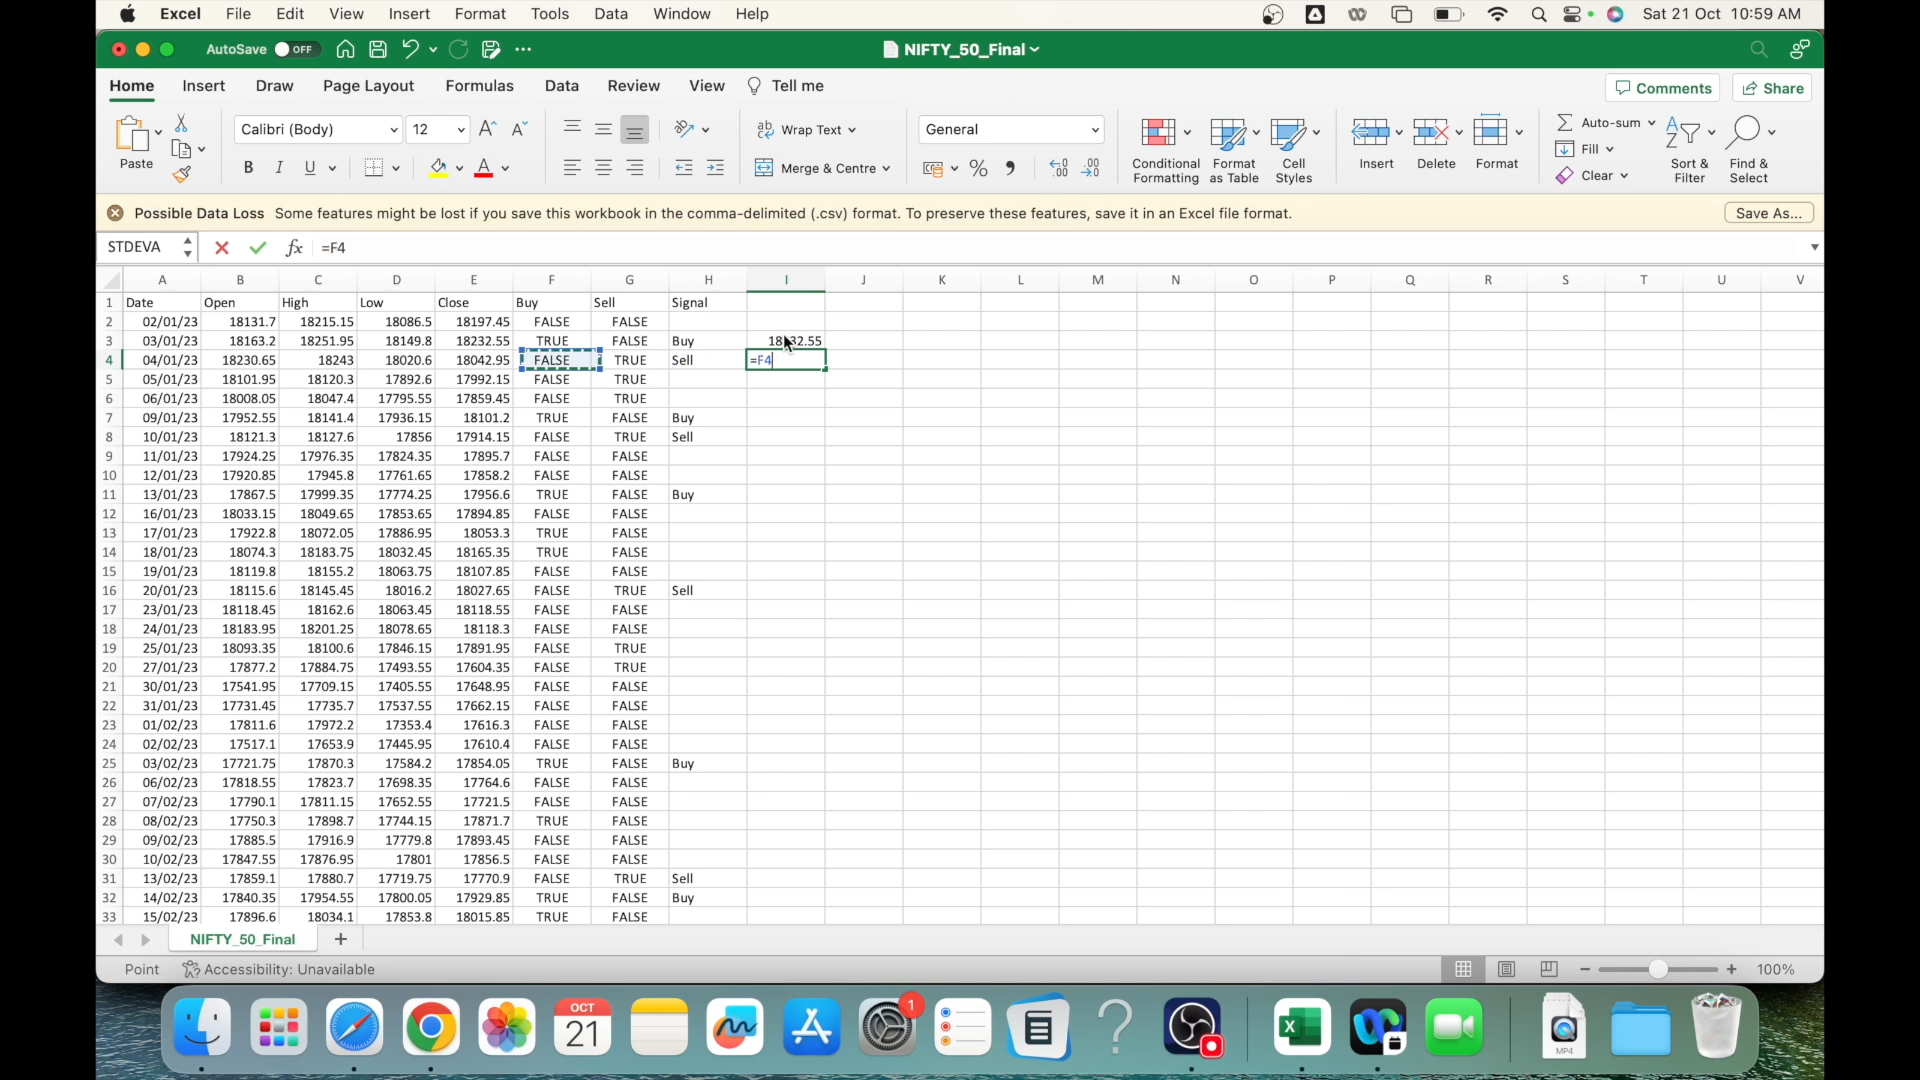 Excel File Edit View Insert Format Tools Data Window Help Sat 21 Oct 10:59 AM
AutoSave OFF NIFTY_50_Final
Home Insert Draw Page Layout Formulas Data Review View Tell me Comments Share
Calibri (Body) 12 Wrap Text General Auto-sum
Fill
Paste B I U Merge & Centre Conditional Formatting Format as Table Cell Styles Insert Delete Format Clear Sort & Filter Find & Select
Possible Data Loss Some features might be lost if you save this workbook in the comma-delimited (.csv) format. To preserve these features, save it in an Excel file format. Save As...
STDEVA fx =F4
A B C D E F G H I J K L M N O P Q R S T U V
1 Date Open High Low Close Buy Sell Signal
2 02/01/23 18131.7 18215.15 18086.5 18197.45 FALSE FALSE
3 03/01/23 18163.2 18251.95 18149.8 18232.55 TRUE FALSE Buy
4 04/01/23 18230.65 18243 18020.6 18042.95 FALSE TRUE Sell =F4
5 05/01/23 18101.95 18120.3 17892.6 17992.15 FALSE TRUE
6 06/01/23 18008.05 18047.4 17795.55 17859.45 FALSE TRUE
7 09/01/23 17952.55 18141.4 17936.15 18101.2 TRUE FALSE Buy
8 10/01/23 18121.3 18127.6 17856 17914.15 FALSE TRUE Sell
9 11/01/23 17924.25 17976.35 17824.35 17895.7 FALSE FALSE
10 12/01/23 17920.85 17945.8 17761.65 17858.2 FALSE FALSE
11 13/01/23 17867.5 17999.35 17774.25 17956.6 TRUE FALSE Buy
12 16/01/23 18033.15 18049.65 17853.65 17894.85 FALSE FALSE
13 17/01/23 17922.8 18072.05 17886.95 18053.3 TRUE FALSE
14 18/01/23 18074.3 18183.75 18032.45 18165.35 TRUE FALSE
15 19/01/23 18119.8 18155.2 18063.75 18107.85 FALSE FALSE
16 20/01/23 18115.6 18145.45 18016.2 18027.65 FALSE TRUE Sell
17 23/01/23 18118.45 18162.6 18063.45 18118.55 FALSE FALSE
18 24/01/23 18183.95 18201.25 18078.65 18118.3 FALSE FALSE
19 25/01/23 18093.35 18100.6 17846.15 17891.95 FALSE TRUE
20 27/01/23 17877.2 17884.75 17493.55 17604.35 FALSE TRUE
21 30/01/23 17541.95 17709.15 17405.55 17648.95 FALSE FALSE
22 31/01/23 17731.45 17735.7 17537.55 17662.15 FALSE FALSE
23 01/02/23 17811.6 17972.2 17353.4 17616.3 FALSE FALSE
24 02/02/23 17517.1 17653.9 17445.95 17610.4 FALSE FALSE
25 03/02/23 17721.75 17870.3 17584.2 17854.05 TRUE FALSE Buy
26 06/02/23 17818.55 17823.7 17698.35 17764.6 FALSE FALSE
27 07/02/23 17790.1 17811.15 17652.55 17721.5 FALSE FALSE
28 08/02/23 17750.3 17898.7 17744.15 17871.7 TRUE FALSE
29 09/02/23 17885.5 17916.9 17779.8 17893.45 FALSE FALSE
30 10/02/23 17847.55 17876.95 17801 17856.5 FALSE FALSE
31 13/02/23 17859.1 17880.7 17719.75 17770.9 FALSE TRUE Sell
32 14/02/23 17840.35 17954.55 17800.05 17929.85 TRUE FALSE Buy
33 15/02/23 17896.6 18034.1 17853.8 18015.85 TRUE FALSE
NIFTY_50_Final
Point Accessibility: Unavailable 100%
OCT
21
1
MP4